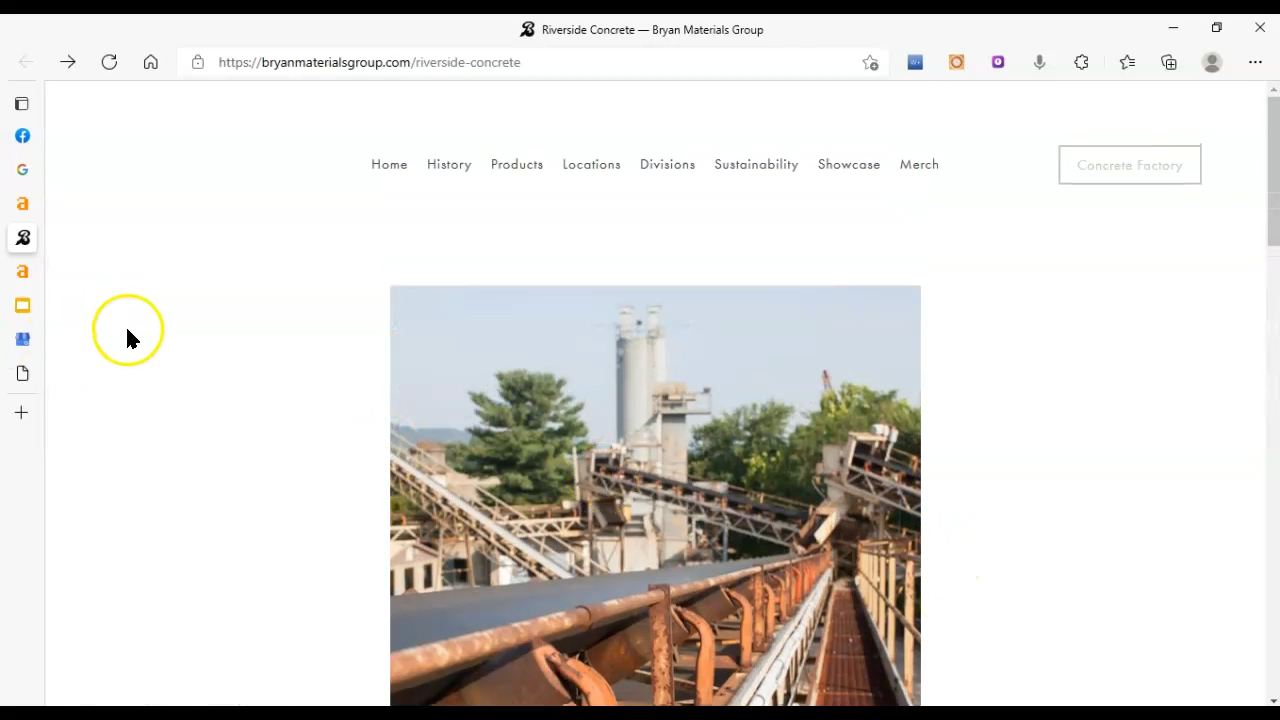 Riverside Concrete — Bryan Materials Group
https://bryanmaterialsgroup.com/riverside-concrete
Home History Products Locations Divisions Sustainability Showcase Merch
Concrete Factory